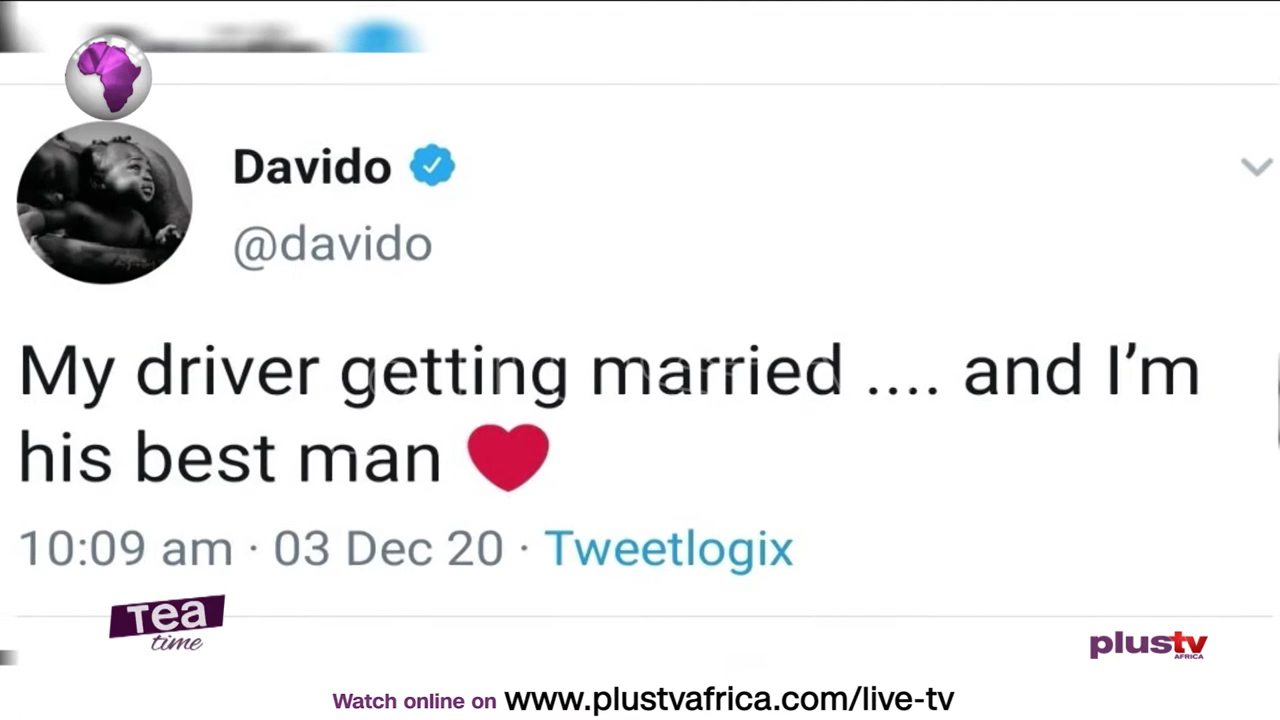 Davido
@davido
My driver getting married .... and I’m
his best man ❤
10:09 am · 03 Dec 20 · Tweetlogix
Tea
time
plustv
AFRICA
Watch online on www.plustvafrica.com/live-tv